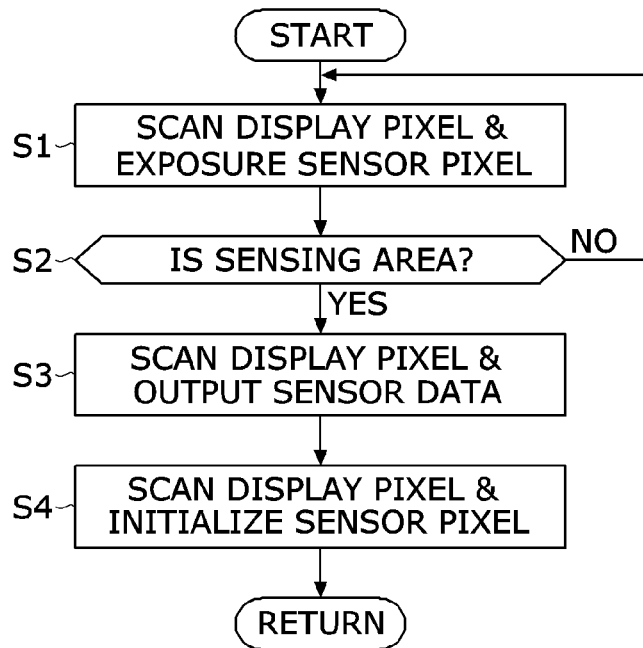 START
S1
SCAN DISPLAY PIXEL &
EXPOSURE SENSOR PIXEL
S2
IS SENSING AREA?
NO
YES
S3
SCAN DISPLAY PIXEL &
OUTPUT SENSOR DATA
S4
SCAN DISPLAY PIXEL &
INITIALIZE SENSOR PIXEL
RETURN